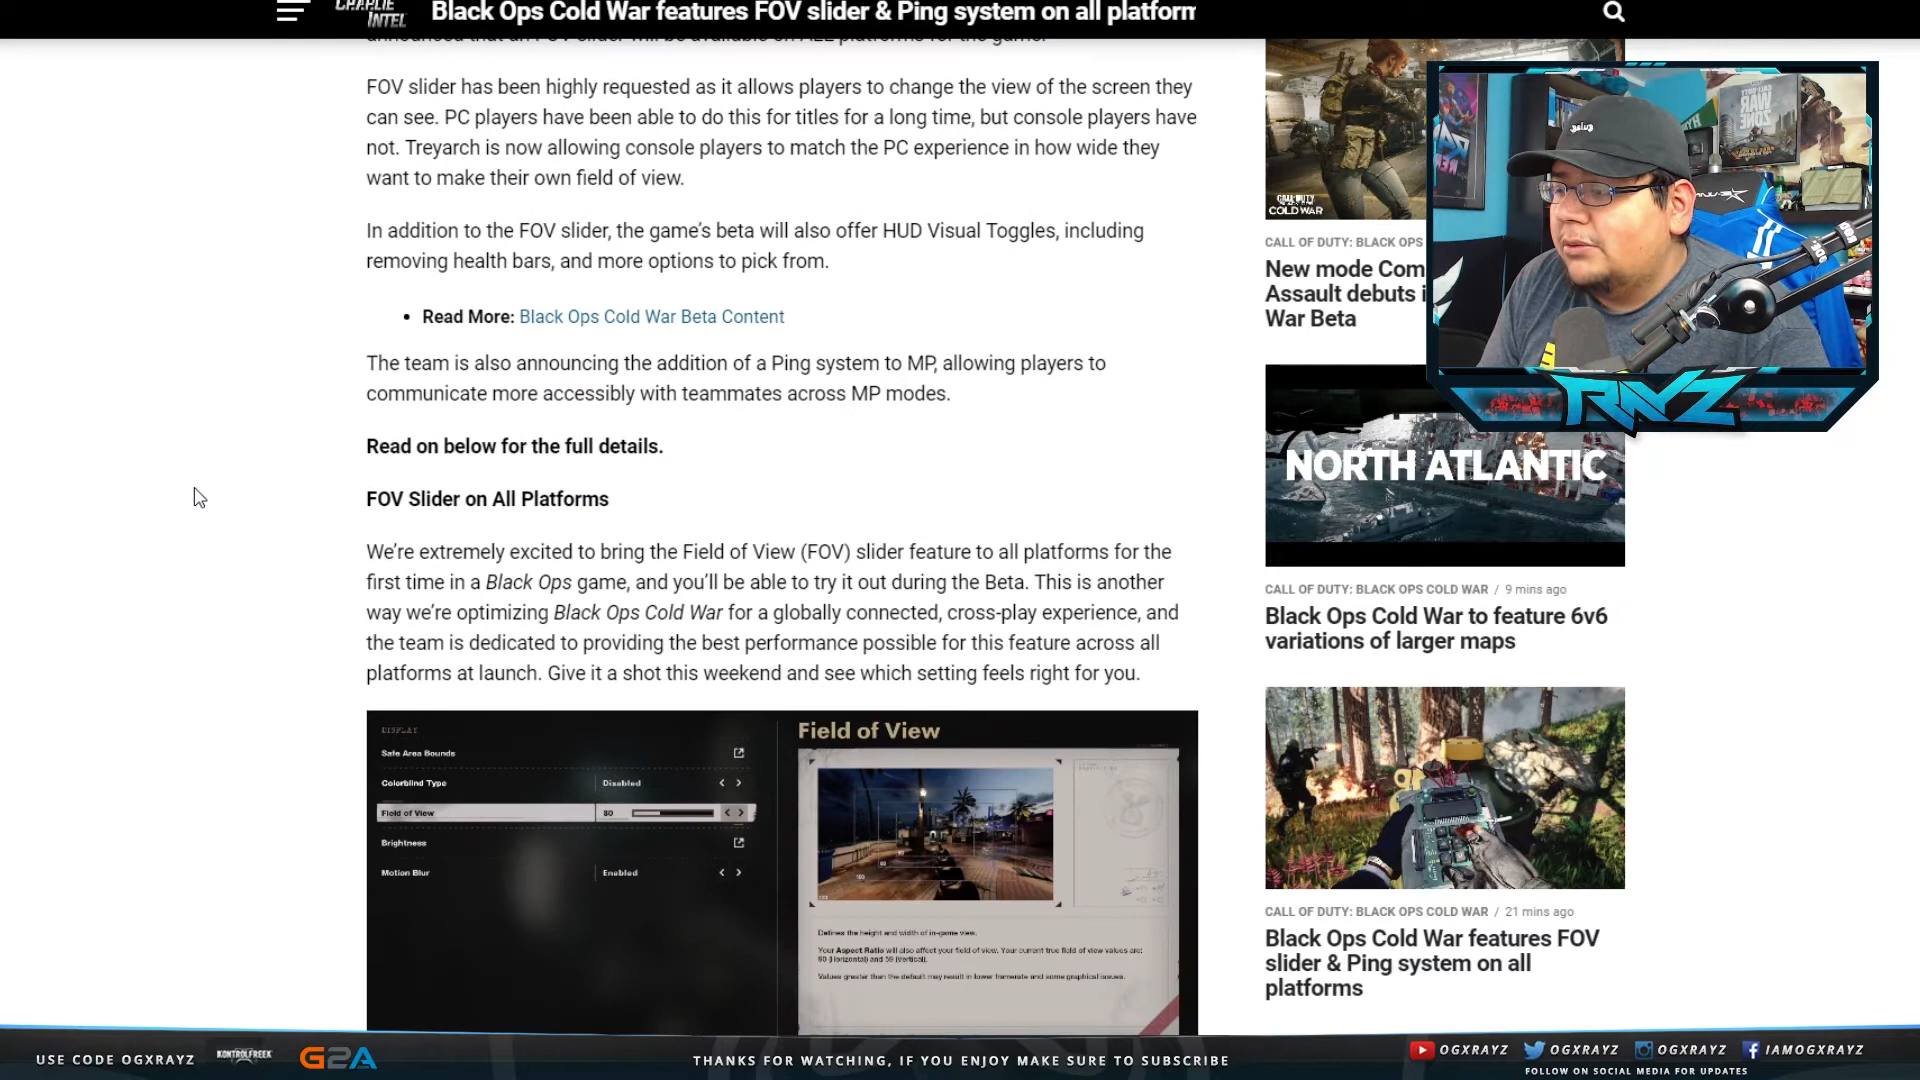 CHARLIE
INTEL
Black Ops Cold War features FOV slider & Ping system on all platform
announced that an FOV slider will be available on ALL platforms for the game.
FOV slider has been highly requested as it allows players to change the view of the screen they
can see. PC players have been able to do this for titles for a long time, but console players have
not. Treyarch is now allowing console players to match the PC experience in how wide they
want to make their own field of view.
In addition to the FOV slider, the game's beta will also offer HUD Visual Toggles, including
removing health bars, and more options to pick from.
• Read More: Black Ops Cold War Beta Content
The team is also announcing the addition of a Ping system to MP, allowing players to
communicate more accessibly with teammates across MP modes.
Read on below for the full details.
FOV Slider on All Platforms
We're extremely excited to bring the Field of View (FOV) slider feature to all platforms for the
first time in a Black Ops game, and you'll be able to try it out during the Beta. This is another
way we're optimizing Black Ops Cold War for a globally connected, cross-play experience, and
the team is dedicated to providing the best performance possible for this feature across all
platforms at launch. Give it a shot this weekend and see which setting feels right for you.
DISPLAY
Safe Area Bounds
Colorblind Type Disabled
Field of View 80
Brightness
Motion Blur Enabled
Field of View
Defines the height and width of in-game view.
Your Aspect Ratio will also affect your field of view. Your current true field of view values are:
80 (Horizontal) and 59 (Vertical).
Values greater than the default may result in lower framerate and some graphical issues.
CALL OF DUTY
COLD WAR
CALL OF DUTY: BLACK OPS
New mode Com
Assault debuts i
War Beta
RAYZ
NORTH ATLANTIC
CALL OF DUTY: BLACK OPS COLD WAR / 9 mins ago
Black Ops Cold War to feature 6v6
variations of larger maps
CALL OF DUTY: BLACK OPS COLD WAR / 21 mins ago
Black Ops Cold War features FOV
slider & Ping system on all
platforms
USE CODE OGXRAYZ KONTROLFREEK G2A
THANKS FOR WATCHING, IF YOU ENJOY MAKE SURE TO SUBSCRIBE
OGXRAYZ OGXRAYZ OGXRAYZ IAMOGXRAYZ
FOLLOW ON SOCIAL MEDIA FOR UPDATES